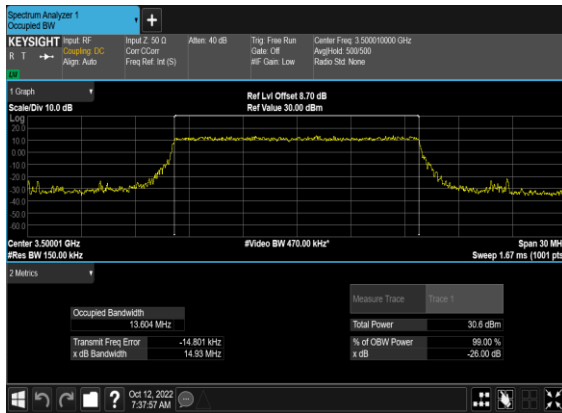 Spectrum Analyzer 1
Occupied BW
KEYSIGHT
R T
Input: RF
Coupling: DC
Align: Auto
Input Z: 50 Ω
Corr CCorr
Freq Ref: Int (S)
Atten: 40 dB
Trig: Free Run
Gate: Off
#IF Gain: Low
Center Freq: 3.500010000 GHz
Avg|Hold: 500/500
Radio Std: None
1 Graph
Scale/Div 10.0 dB
Ref Lvl Offset 8.70 dB
Ref Value 30.00 dBm
Log
20.0
10.0
0.00
-10.0
-20.0
-30.0
-40.0
-50.0
-60.0
Center 3.50001 GHz
#Res BW 150.00 kHz
#Video BW 470.00 kHz*
Span 30 MH
Sweep 1.67 ms (1001 pts
2 Metrics
Measure Trace
Trace 1
Occupied Bandwidth
13.604 MHz
Total Power 30.6 dBm
Transmit Freq Error -14.801 kHz
% of OBW Power 99.00 %
x dB Bandwidth 14.93 MHz
x dB -26.00 dB
?
Oct 12, 2022
7:37:57 AM